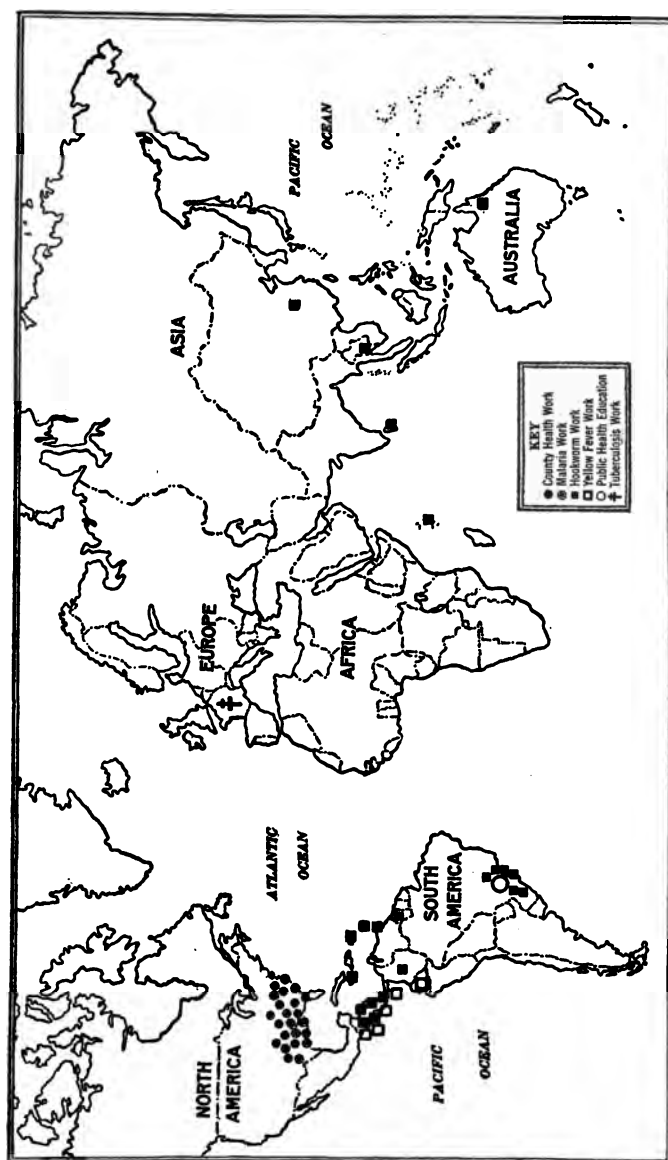 NORTH
AMERICA
ATLANTIC
OCEAN
EUROPE
ASIA
PACIFIC
OCEAN
AFRICA
SOUTH
AMERICA
PACIFIC
OCEAN
AUSTRALIA
KEY
County Health Work
Malaria Work
Hookworm Work
Yellow Fever Work
Public Health Education
Tuberculosis Work